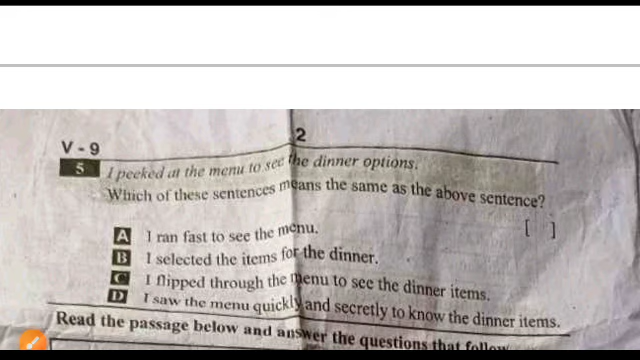 2
V - 9
5 I peeked at the menu to see the dinner options.
Which of these sentences means the same as the above sentence?
[ ]
A I ran fast to see the menu.
B I selected the items for the dinner.
C I flipped through the menu to see the dinner items.
D I saw the menu quickly and secretly to know the dinner items.
Read the passage below and answer the questions that follow